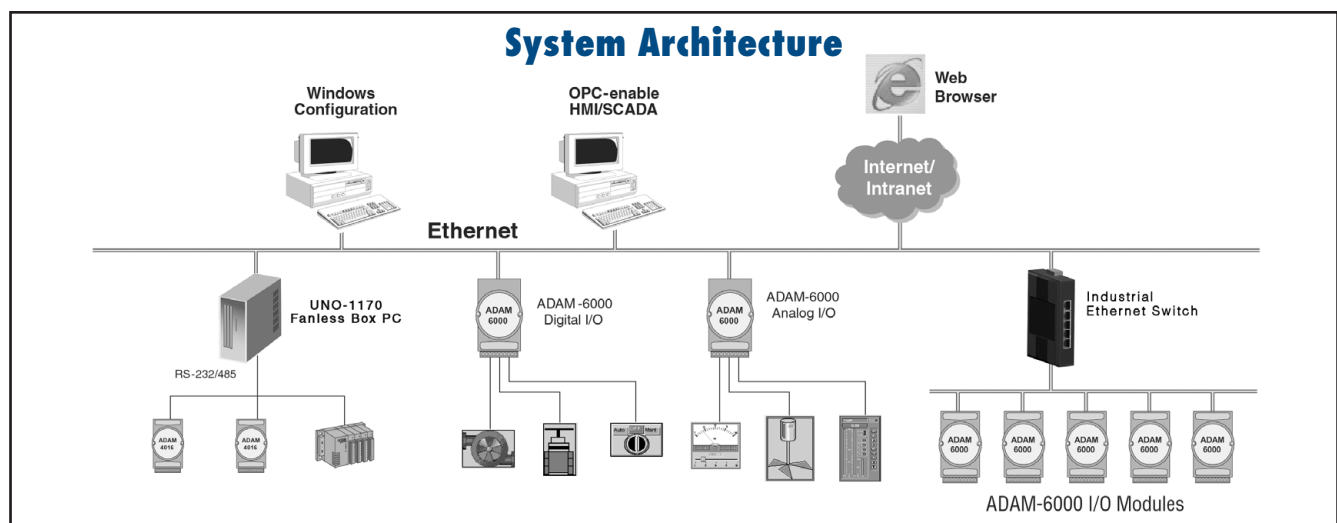 System Architecture
Windows
Configuration
OPC-enable
HMI/SCADA
Web
Browser
Internet/
Intranet
Ethernet
UNO-1170
Fanless Box PC
RS-232/485
ADAM
6000
ADAM-6000
Digital I/O
ADAM
6000
ADAM-6000
Analog I/O
Industrial
Ethernet Switch
ADAM
4016
ADAM
4016
Auto
ADAM
6000
ADAM
6000
ADAM
6000
ADAM
6000
ADAM
6000
ADAM-6000 I/O Modules